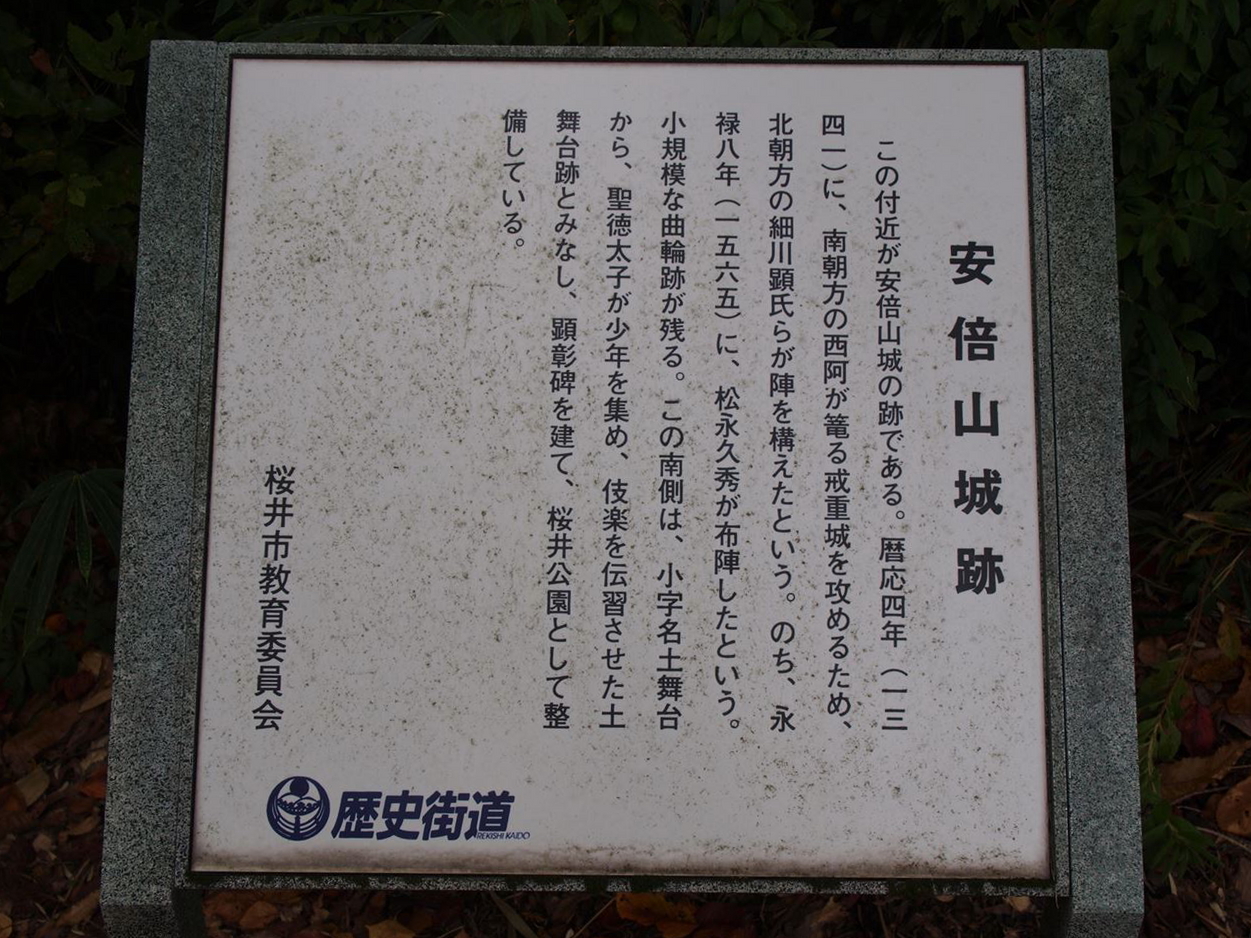 安倍山城跡
この付近が安倍山城の跡である。暦応四年（一三
四一）に、南朝方の西阿が篭る戒重城を攻めるため、
北朝方の細川顕氏らが陣を構えたという。のち、永
禄八年（一五六五）に、松永久秀が布陣したという。
小規模な曲輪跡が残る。この南側は、小字名土舞台
から、聖徳太子が少年を集め、伎楽を伝習させた土
舞台跡とみなし、顕彰碑を建て、桜井公園として整
備している。
桜井市教育委員会
歴史街道
REKISHI KAIDO